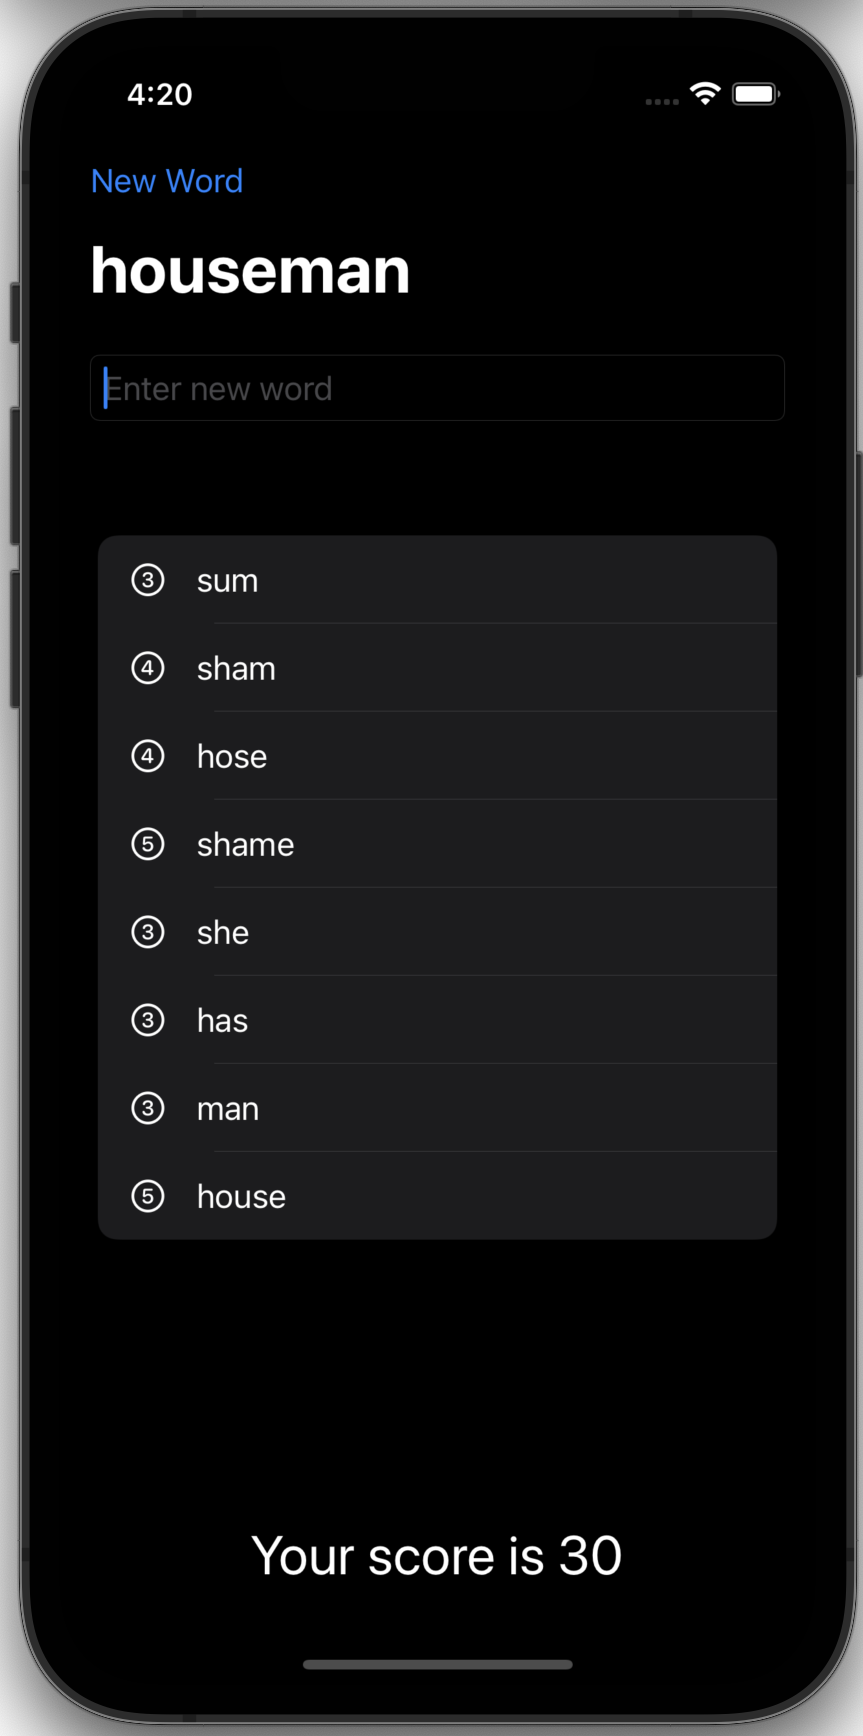 4:20
New Word
houseman
Enter new word
3 sum
4 sham
4 hose
5 shame
3 she
3 has
3 man
5 house
Your score is 30